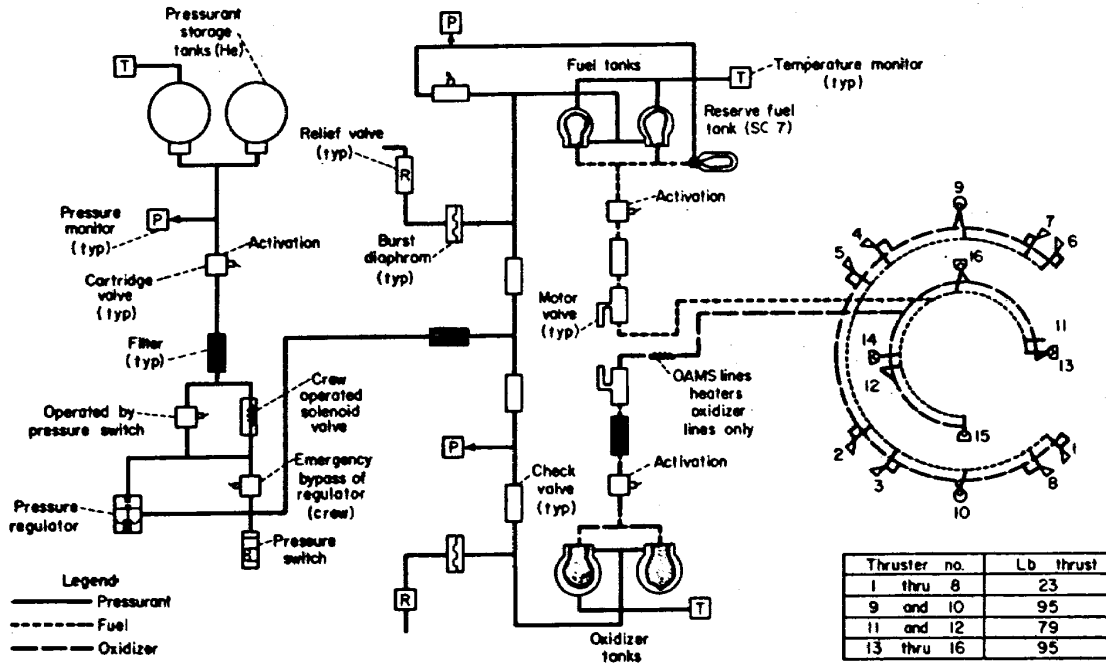 Pressurant
storage
tanks (He)
T
P
Fuel tanks
T
Temperature monitor
(typ)
Reserve fuel
tank (SC 7)
Relief valve
(typ)
R
Pressure
monitor
(typ)
P
Activation
Cartridge
valve
(typ)
Burst
diaphrom
(typ)
Activation
Motor
valve
(typ)
Filter
(typ)
Crew
operated
solenoid
valve
Operated by
pressure switch
OAMS lines
heaters
oxidizer
lines only
P
Activation
Emergency
bypass of
regulator
(crew)
Check
valve
(typ)
Pressure
regulator
Pressure
switch
R
T
Oxidizer
tanks
9
7
6
4
5
16
11
13
14
12
15
2
3
10
8
1
Legend
Pressurant
Fuel
Oxidizer
Thruster no. Lb thrust
1 thru 8 23
9 and 10 95
11 and 12 79
13 thru 16 95